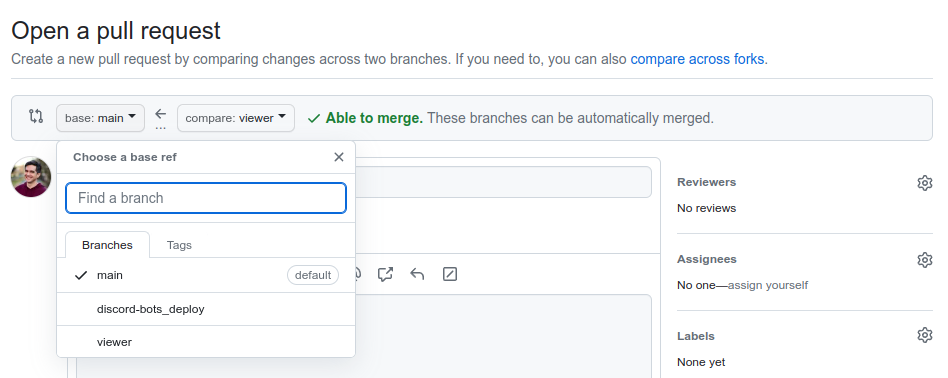 Open a pull request
Create a new pull request by comparing changes across two branches. If you need to, you can also compare across forks.
base: main
...
compare: viewer
Able to merge. These branches can be automatically merged.
Choose a base ref
Find a branch
Branches
Tags
main
default
discord-bots_deploy
viewer
Reviewers
No reviews
Assignees
No one—assign yourself
Labels
None yet